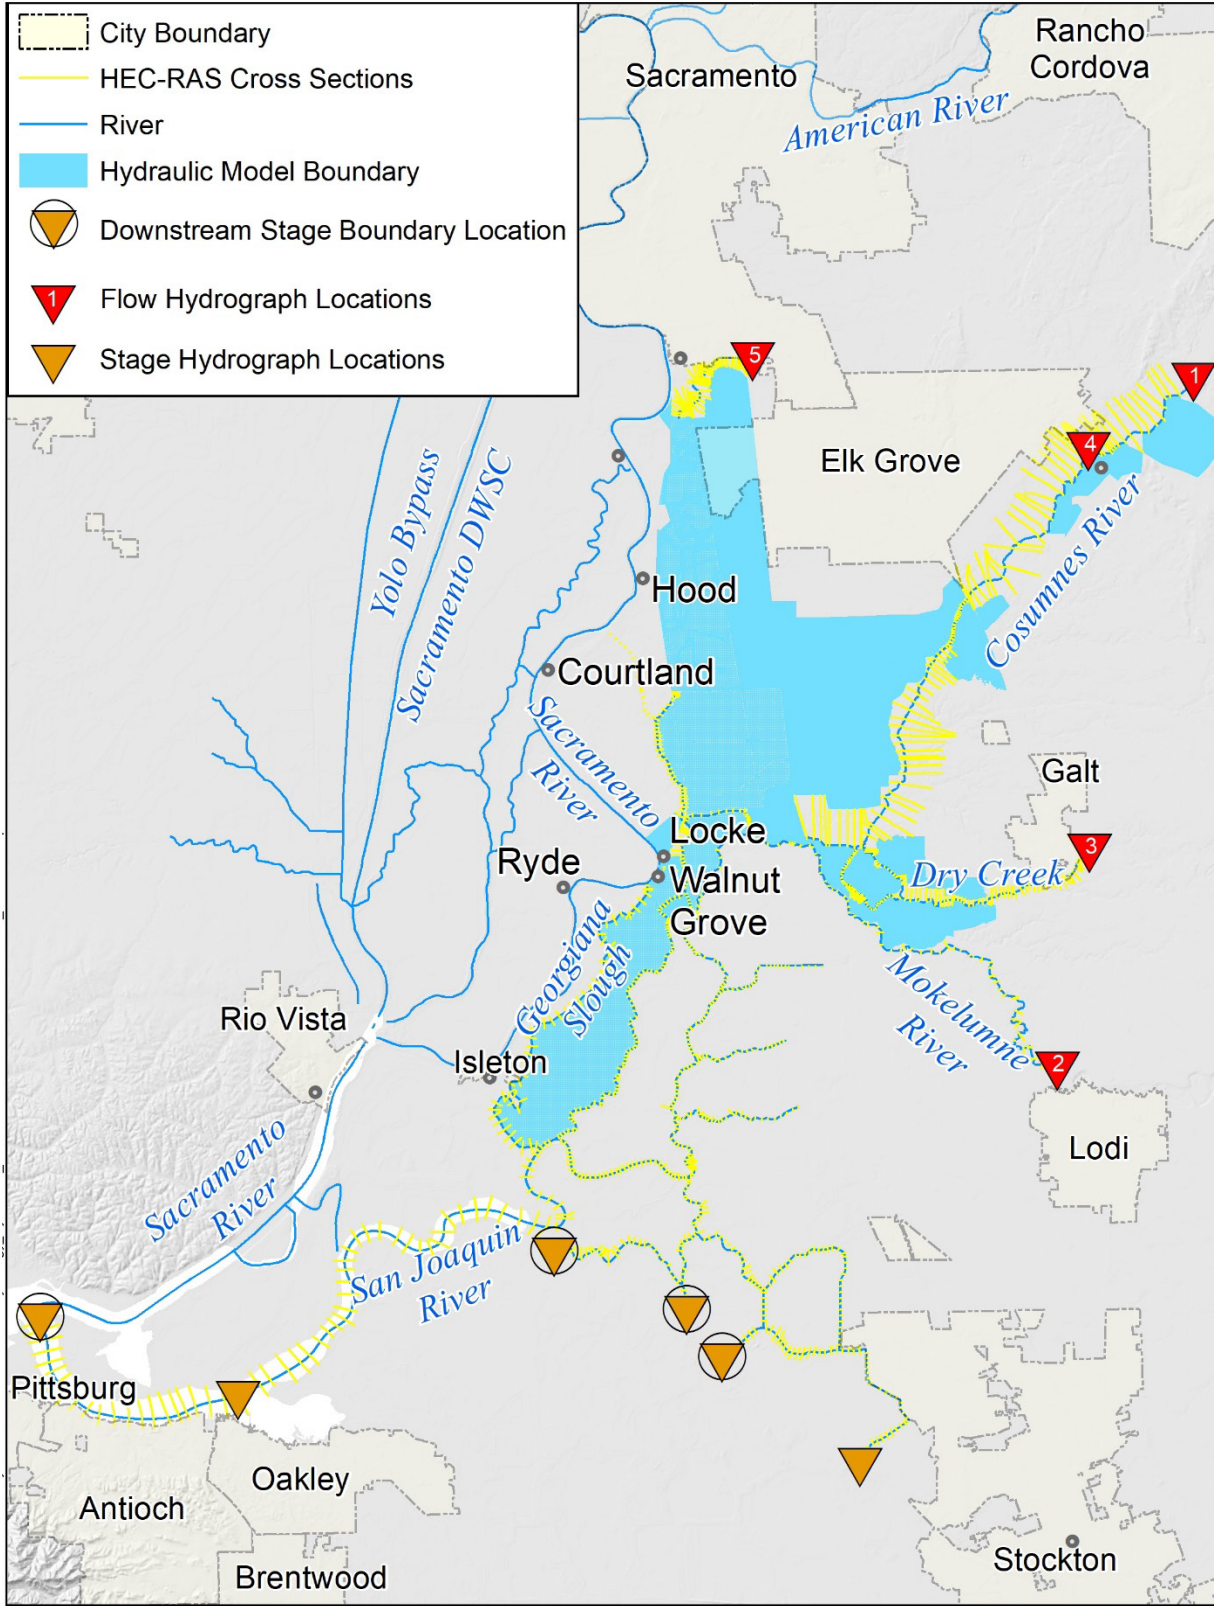 City Boundary
HEC-RAS Cross Sections
River
Hydraulic Model Boundary
Downstream Stage Boundary Location
1
Flow Hydrograph Locations
Stage Hydrograph Locations
Rancho
Cordova
Sacramento
American River
5
1
4
Elk Grove
Yolo Bypass
Sacramento DWSC
Cosumnes River
Hood
Courtland
Sacramento
River
Galt
Locke
Ryde
Walnut
Grove
3
Dry Creek
Georgiana
Slough
Mokelumne
River
Rio Vista
Isleton
2
Lodi
Sacramento
River
San Joaquin
River
Pittsburg
Oakley
Antioch
Brentwood
Stockton